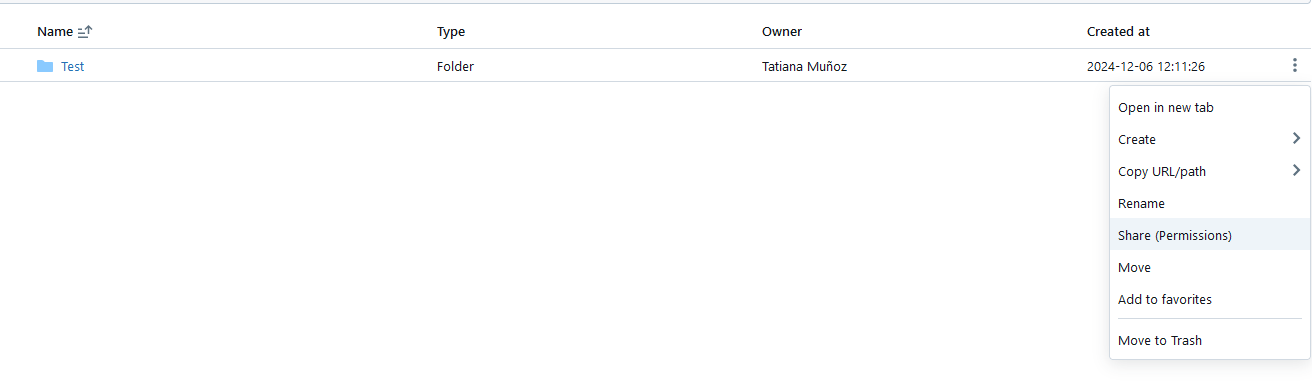 Name Type Owner Created at
Test Folder Tatiana Muñoz 2024-12-06 12:11:26
Open in new tab
Create
Copy URL/path
Rename
Share (Permissions)
Move
Add to favorites
Move to Trash